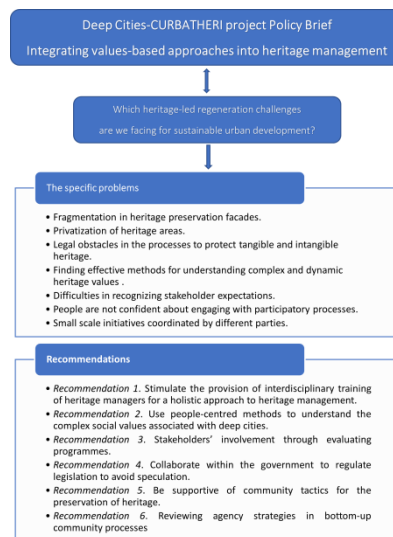 Deep Cities-CURBATHERI project Policy Brief
Integrating values-based approaches into heritage management
Which heritage-led regeneration challenges
are we facing for sustainable urban development?
The specific problems
• Fragmentation in heritage preservation facades.
• Privatization of heritage areas.
• Legal obstacles in the processes to protect tangible and intangible
heritage.
• Finding effective methods for understanding complex and dynamic
heritage values .
• Difficulties in recognizing stakeholder expectations.
• People are not confident about engaging with participatory processes.
• Small scale initiatives coordinated by different parties.
Recommendations
• Recommendation 1. Stimulate the provision of interdisciplinary training
of heritage managers for a holistic approach to heritage management.
• Recommendation 2. Use people-centred methods to understand the
complex social values associated with deep cities.
• Recommendation 3. Stakeholders’ involvement through evaluating
programmes.
• Recommendation 4. Collaborate within the government to regulate
legislation to avoid speculation.
• Recommendation 5. Be supportive of community tactics for the
preservation of heritage.
• Recommendation 6. Reviewing agency strategies in bottom-up
community processes